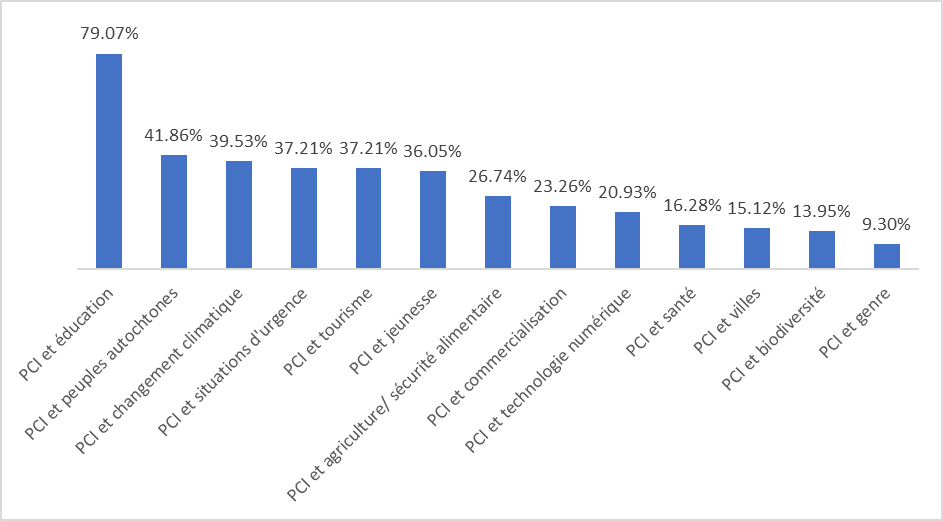 79.07%
41.86%
39.53%
37.21%
37.21%
36.05%
26.74%
23.26%
20.93%
16.28%
15.12%
13.95%
9.30%
PCI et éducation
PCI et peuples autochtones
PCI et changement climatique
PCI et situations d'urgence
PCI et tourisme
PCI et jeunesse
PCI et agriculture/ sécurité alimentaire
PCI et commercialisation
PCI et technologie numérique
PCI et santé
PCI et villes
PCI et biodiversité
PCI et genre